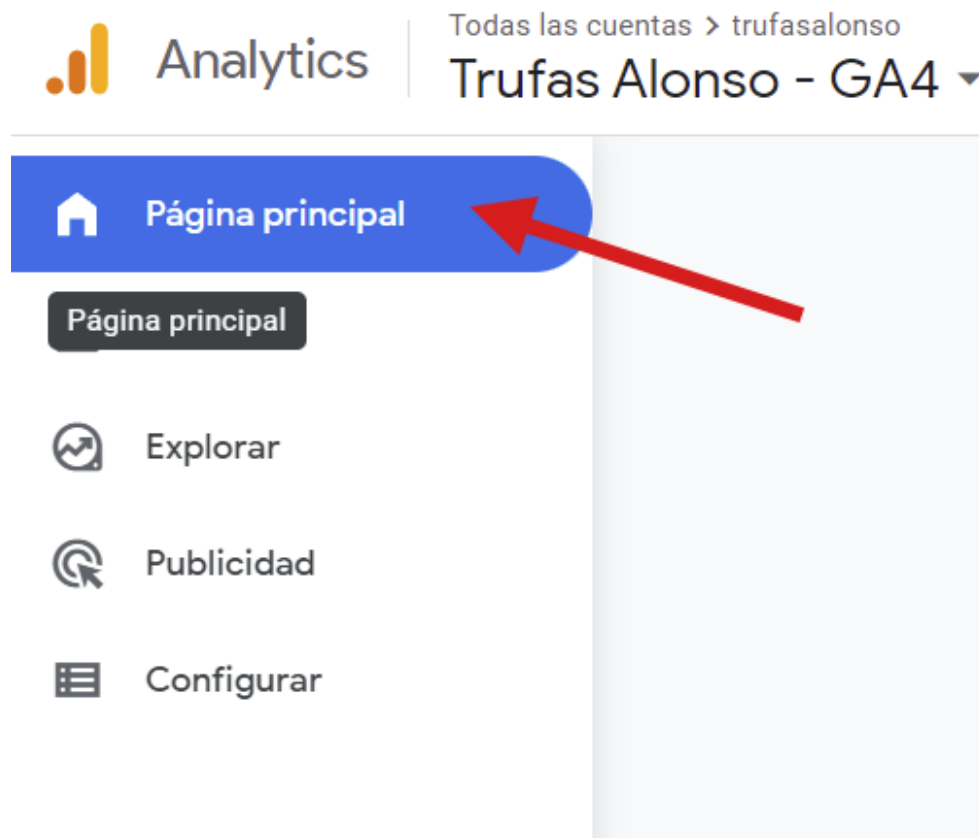 Analytics
Todas las cuentas > trufasalonso
Trufas Alonso - GA4
Página principal
Página principal
Explorar
Publicidad
Configurar